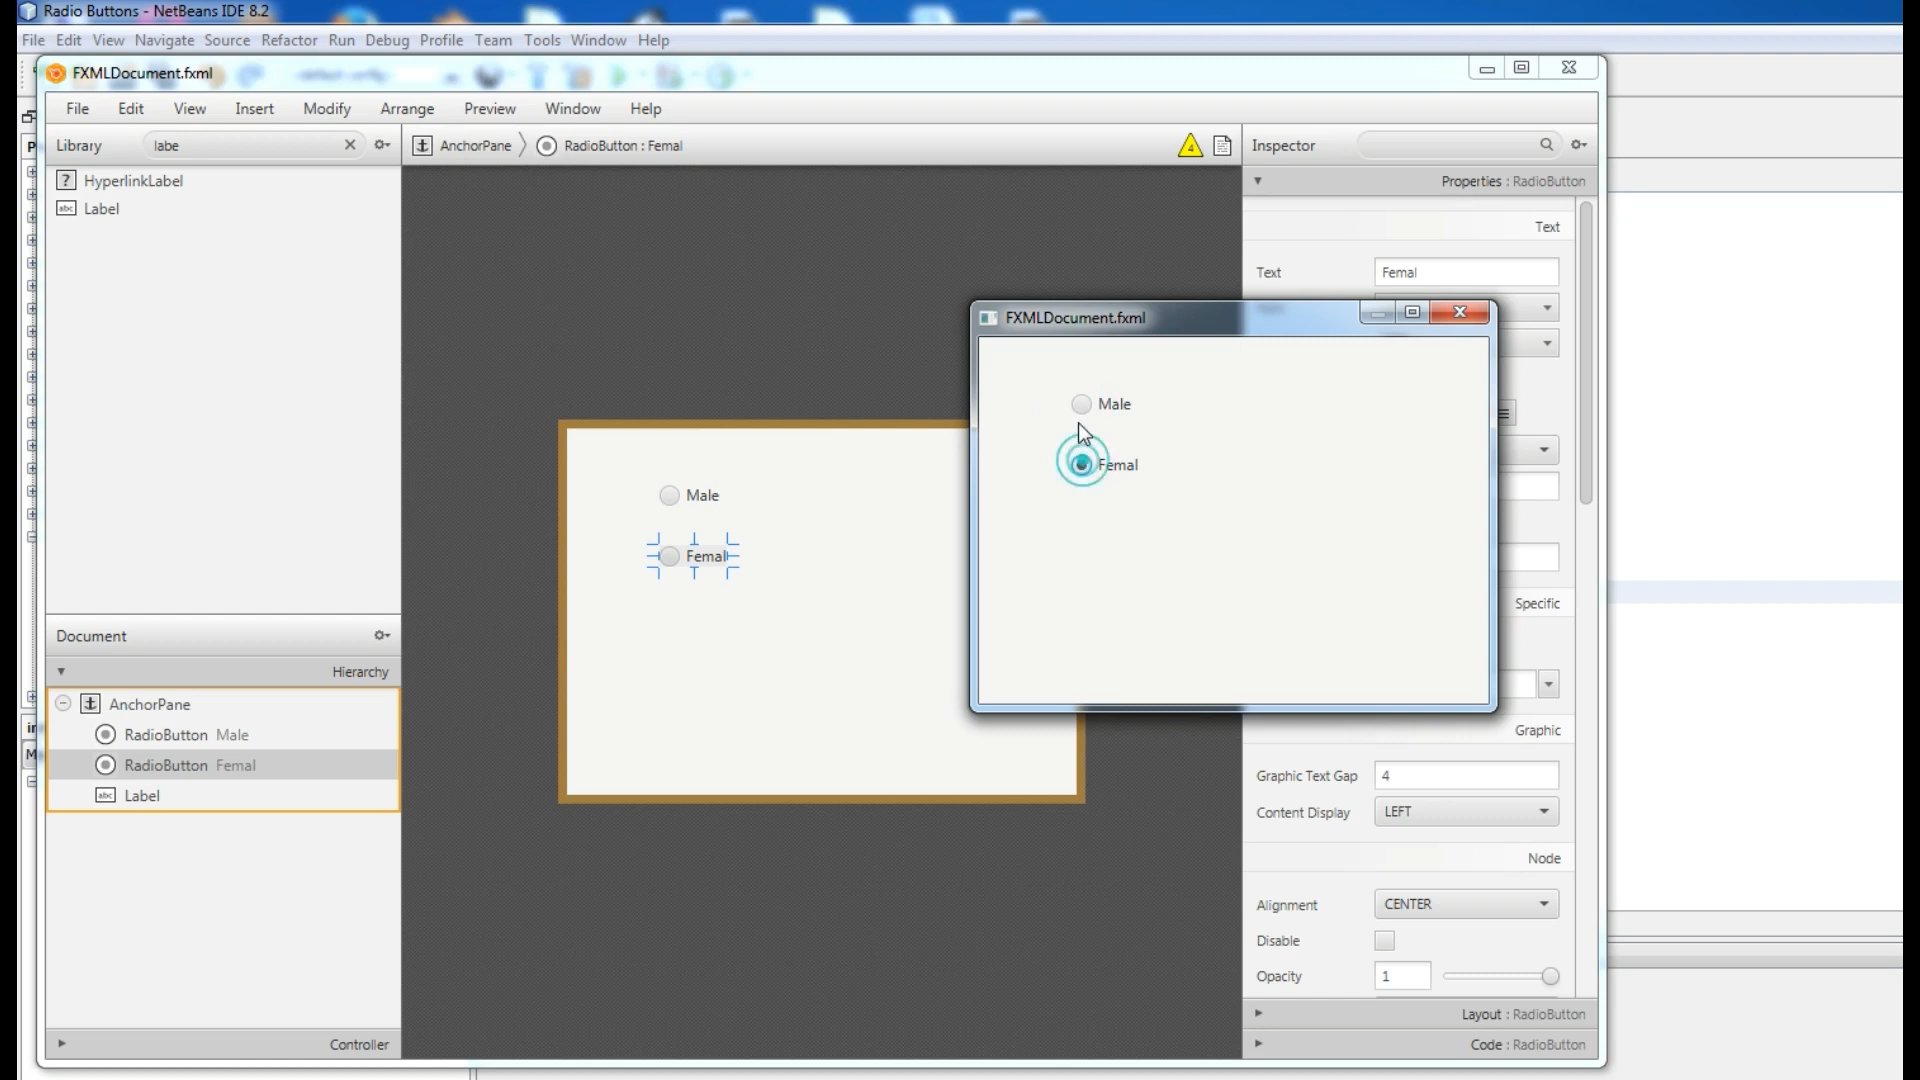 Radio Buttons - NetBeans IDE 8.2
File Edit View Navigate Source Refactor Run Debug Profile Team Tools Window Help
FXMLDocument.fxml
File Edit View Insert Modify Arrange Preview Window Help
Library labe
AnchorPane RadioButton : Femal
4
Inspector
? HyperlinkLabel
abc Label
Properties : RadioButton
Text
Text Femal
FXMLDocument.fxml
Male
Femal
Male
Femal
Specific
Graphic
Graphic Text Gap 4
Content Display LEFT
Node
Alignment CENTER
Disable
Opacity 1
Layout : RadioButton
Code : RadioButton
Document
Hierarchy
AnchorPane
RadioButton Male
RadioButton Femal
abc Label
Controller